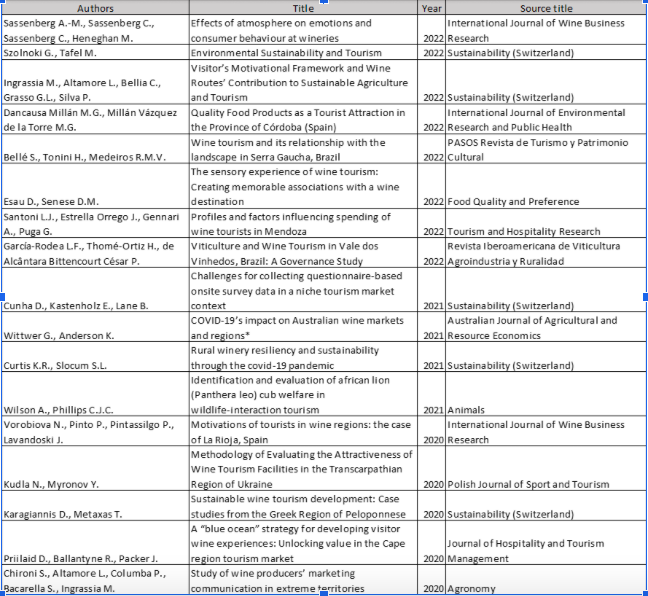 Authors Title Year Source title
Sassenberg A.-M., Sassenberg C.,
Sassenberg C., Heneghan M.
Effects of atmosphere on emotions and
consumer behaviour at wineries
2022
International Journal of Wine Business
Research
Szolnoki G., Tafel M.
Environmental Sustainability and Tourism
2022
Sustainability (Switzerland)
Ingrassia M., Altamore L., Bellia C.,
Grasso G.L., Silva P.
Visitor's Motivational Framework and Wine
Routes' Contribution to Sustainable Agriculture
and Tourism
2022
Sustainability (Switzerland)
Dancausa Millán M.G., Millán Vázquez
de la Torre M.G.
Quality Food Products as a Tourist Attraction in
the Province of Córdoba (Spain)
2022
International Journal of Environmental
Research and Public Health
Bellé S., Tonini H., Medeiros R.M.V.
Wine tourism and its relationship with the
landscape in Serra Gaucha, Brazil
2022
PASOS Revista de Turismo y Patrimonio
Cultural
Esau D., Senese D.M.
The sensory experience of wine tourism:
Creating memorable associations with a wine
destination
2022
Food Quality and Preference
Santoni L.J., Estrella Orrego J., Gennari
A., Puga G.
Profiles and factors influencing spending of
wine tourists in Mendoza
2022
Tourism and Hospitality Research
García-Rodea L.F., Thomé-Ortiz H., de
Alcântara Bittencourt César P.
Viticulture and Wine Tourism in Vale dos
Vinhedos, Brazil: A Governance Study
2022
Revista Iberoamericana de Viticultura
Agroindustria y Ruralidad
Cunha D., Kastenholz E., Lane B.
Challenges for collecting questionnaire-based
onsite survey data in a niche tourism market
context
2021
Sustainability (Switzerland)
Wittwer G., Anderson K.
COVID-19's impact on Australian wine markets
and regions*
2021
Australian Journal of Agricultural and
Resource Economics
Curtis K.R., Slocum S.L.
Rural winery resiliency and sustainability
through the covid-19 pandemic
2021
Sustainability (Switzerland)
Wilson A., Phillips C.J.C.
Identification and evaluation of african lion
(Panthera leo) cub welfare in
wildlife-interaction tourism
2021
Animals
Vorobiova N., Pinto P., Pintassilgo P.,
Lavandoski J.
Motivations of tourists in wine regions: the case
of La Rioja, Spain
2020
International Journal of Wine Business
Research
Kudla N., Myronov Y.
Methodology of Evaluating the Attractiveness of
Wine Tourism Facilities in the Transcarpathian
Region of Ukraine
2020
Polish Journal of Sport and Tourism
Karagiannis D., Metaxas T.
Sustainable wine tourism development: Case
studies from the Greek Region of Peloponnese
2020
Sustainability (Switzerland)
Priilaid D., Ballantyne R., Packer J.
A "blue ocean" strategy for developing visitor
wine experiences: Unlocking value in the Cape
region tourism market
2020
Journal of Hospitality and Tourism
Management
Chironi S., Altamore L., Columba P.,
Bacarella S., Ingrassia M.
Study of wine producers' marketing
communication in extreme territories
2020
Agronomy